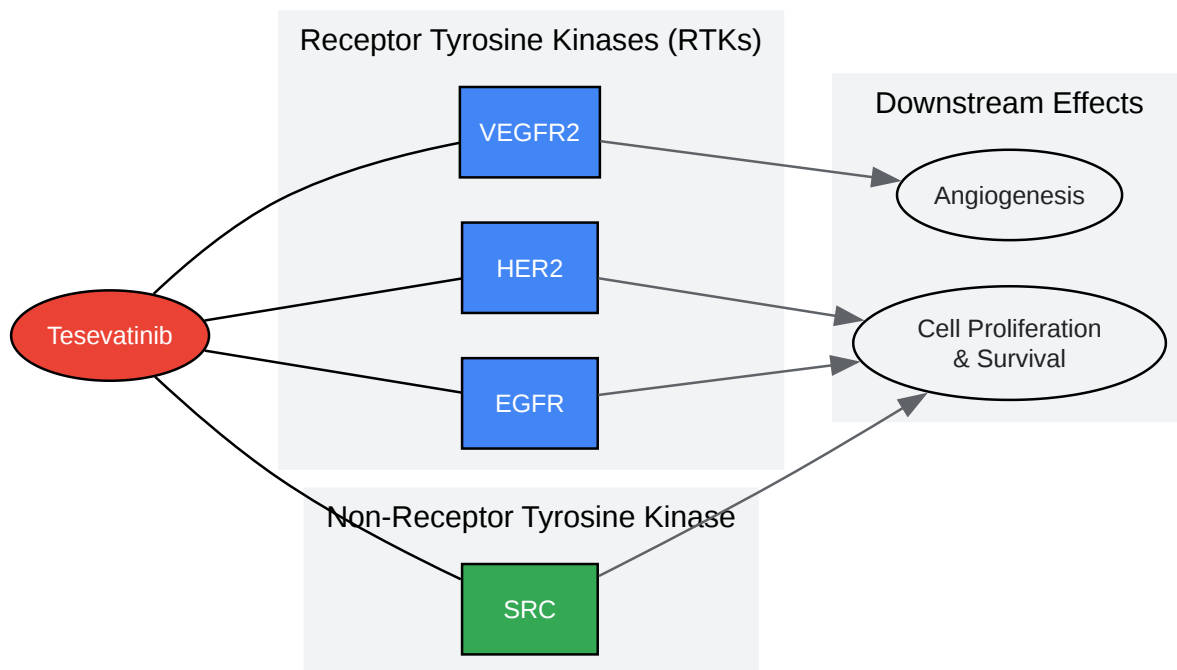 Receptor Tyrosine Kinases (RTKs)
VEGFR2
HER2
EGFR
Tesevatinib
Non-Receptor Tyrosine Kinase
SRC
Downstream Effects
Angiogenesis
Cell Proliferation
& Survival